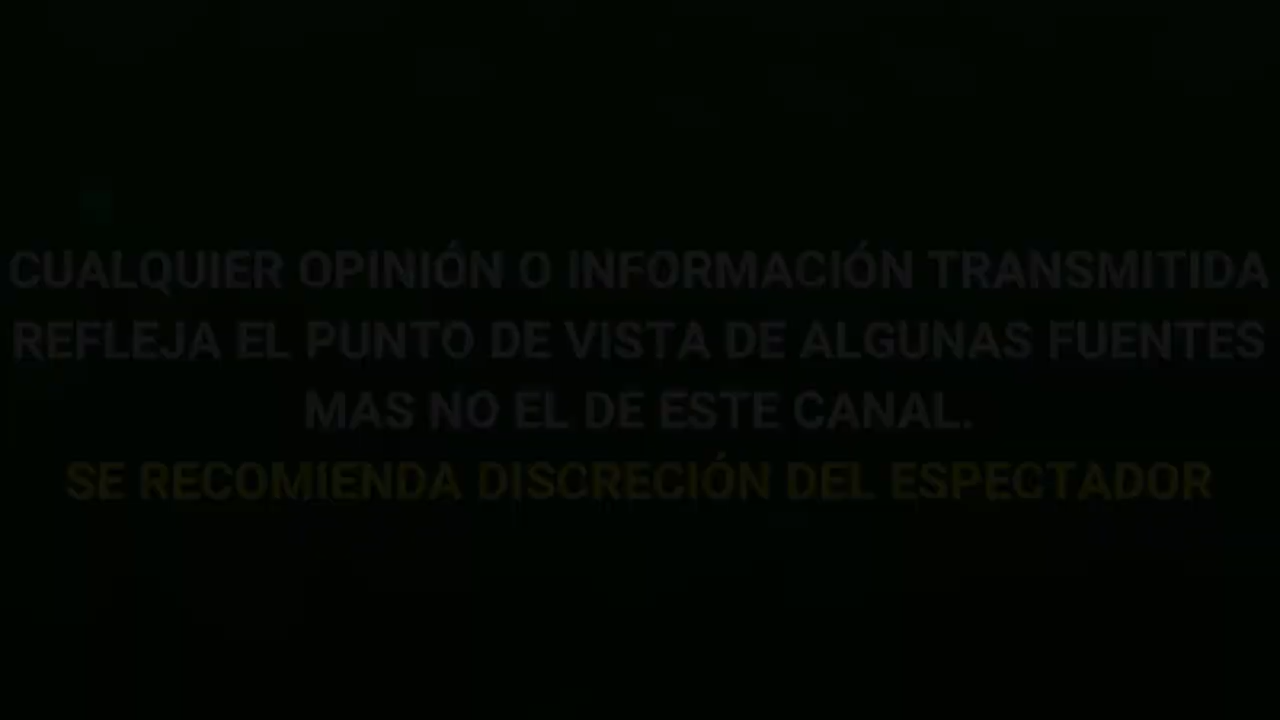 CUALQUIER OPINIÓN O INFORMACIÓN TRANSMITIDA
REFLEJA EL PUNTO DE VISTA DE ALGUNAS FUENTES
MAS NO EL DE ESTE CANAL.
SE RECOMIENDA DISCRECIÓN DEL ESPECTADOR